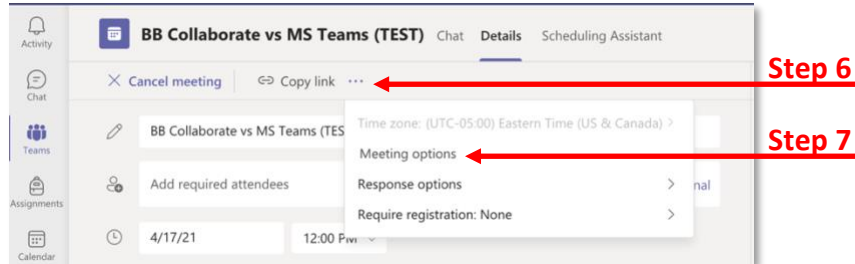 Activity
Chat
Teams
Assignments
Calendar
BB Collaborate vs MS Teams (TEST) Chat Details Scheduling Assistant
Cancel meeting Copy link ... Step 6
BB Collaborate vs MS Teams (TES
Time zone: (UTC-05:00) Eastern Time (US & Canada) >
Meeting options Step 7
Add required attendees
Response options >
nal
Require registration: None >
4/17/21 12:00 PM